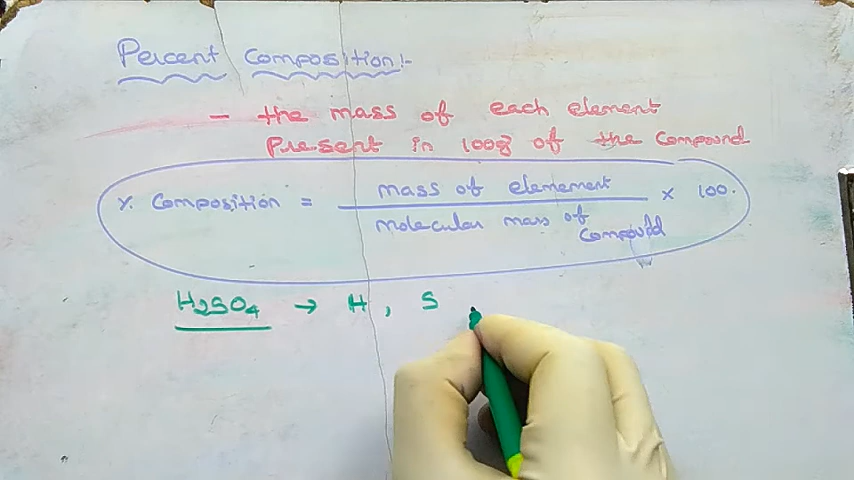 Percent Composition:-
- the mass of each element
Present in 100g of the Compound
% Composition = mass of elemement / molecular mass of Compound × 100.
H₂SO₄ → H, S